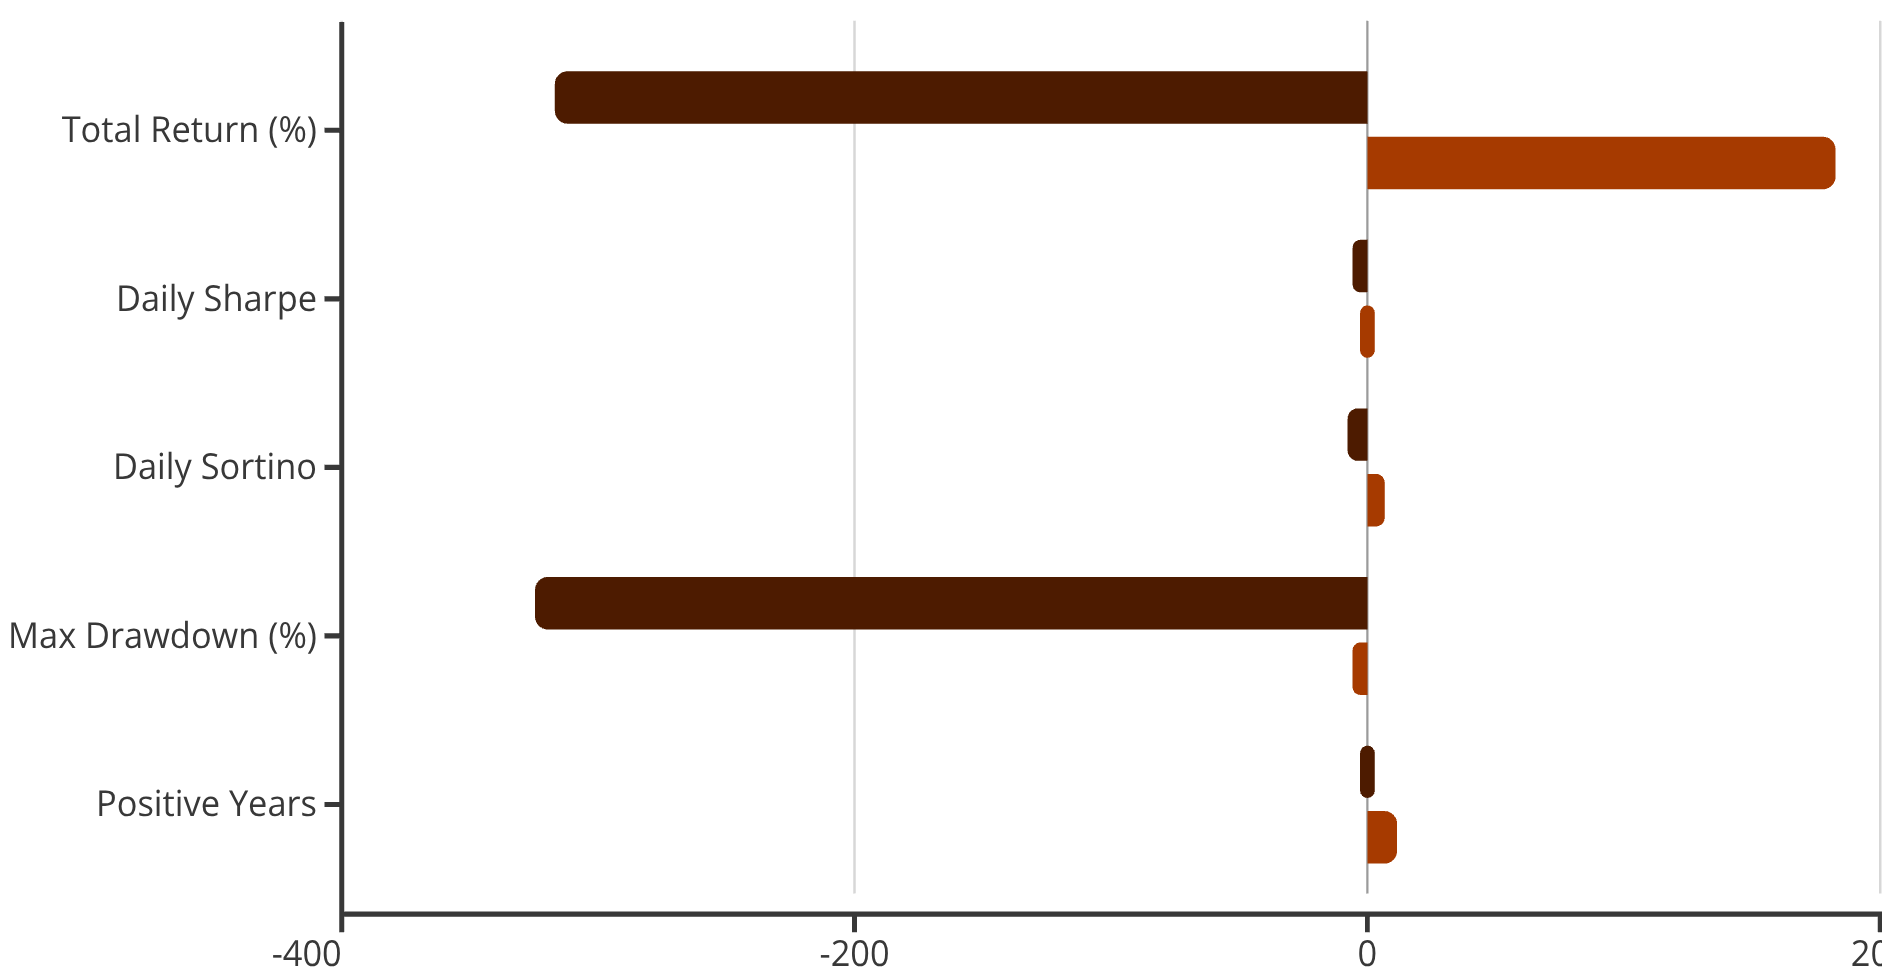 Total Return (%)
Daily Sharpe
Daily Sortino
Max Drawdown (%)
Positive Years
-400
-200
0